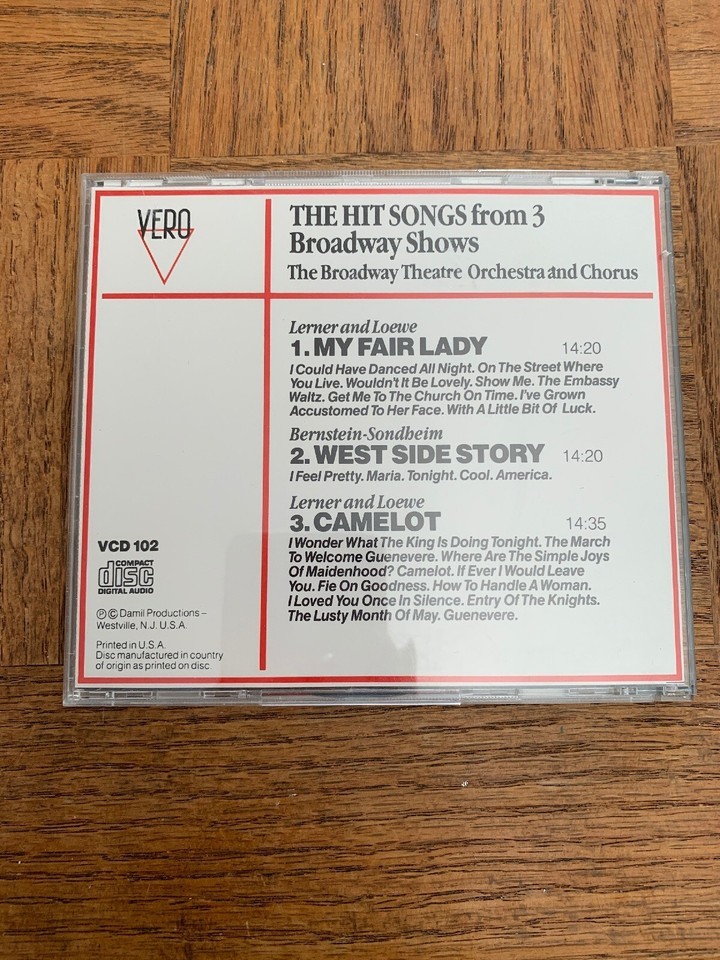 VERO
THE HIT SONGS from 3
Broadway Shows
The Broadway Theatre Orchestra and Chorus
Lerner and Loewe
1. MY FAIR LADY 14:20
I Could Have Danced All Night. On The Street Where
You Live. Wouldn't It Be Lovely. Show Me. The Embassy
Waltz. Get Me To The Church On Time. I've Grown
Accustomed To Her Face. With A Little Bit Of Luck.
Bernstein-Sondheim
2. WEST SIDE STORY 14:20
I Feel Pretty. Maria. Tonight. Cool. America.
Lerner and Loewe
3. CAMELOT 14:35
I Wonder What The King Is Doing Tonight. The March
To Welcome Guenevere. Where Are The Simple Joys
Of Maidenhood? Camelot. If Ever I Would Leave
You. Fie On Goodness. How To Handle A Woman.
I Loved You Once In Silence. Entry Of The Knights.
The Lusty Month Of May. Guenevere.
VCD 102
COMPACT
disc
DIGITAL AUDIO
℗ © Damil Productions –
Westville, N.J. U.S.A.
Printed in U.S.A.
Disc manufactured in country
of origin as printed on disc.